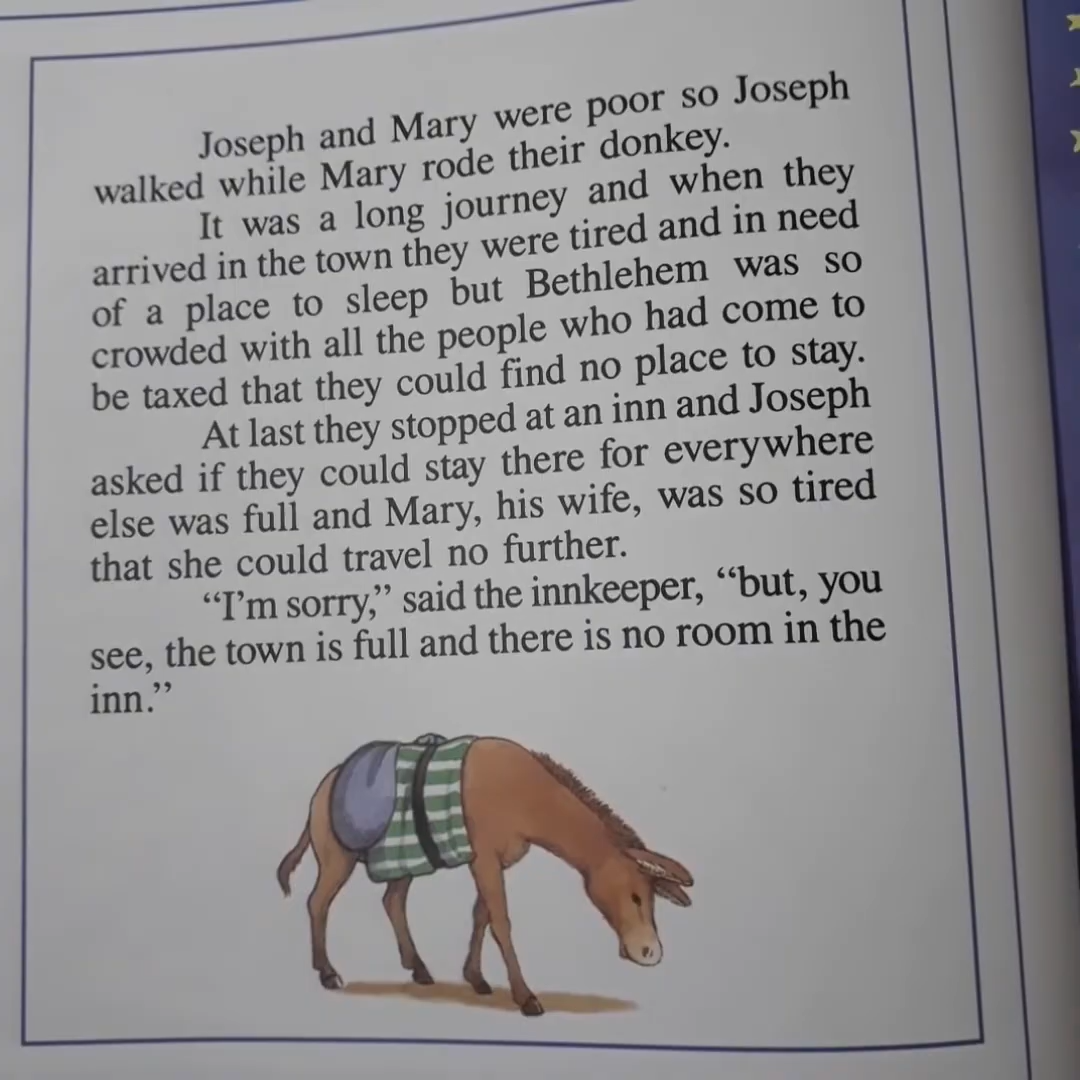 Joseph and Mary were poor so Joseph
walked while Mary rode their donkey.
It was a long journey and when they
arrived in the town they were tired and in need
of a place to sleep but Bethlehem was so
crowded with all the people who had come to
be taxed that they could find no place to stay.
At last they stopped at an inn and Joseph
asked if they could stay there for everywhere
else was full and Mary, his wife, was so tired
that she could travel no further.
“I'm sorry,” said the innkeeper, “but, you
see, the town is full and there is no room in the
inn.”